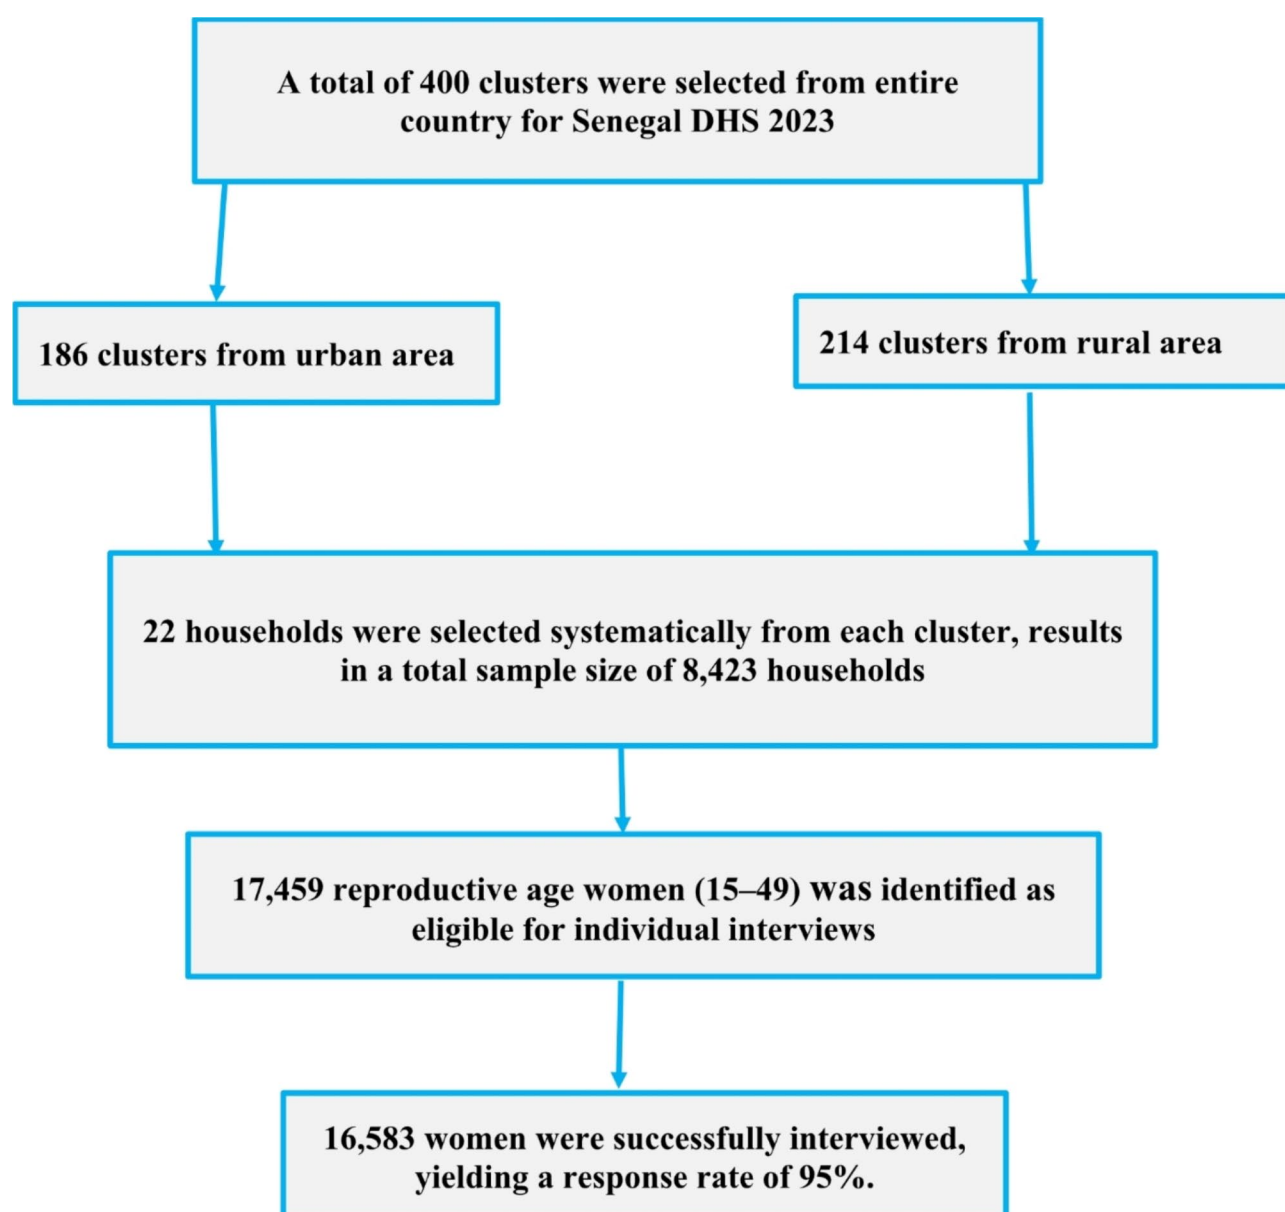 A total of 400 clusters were selected from entire
country for Senegal DHS 2023
186 clusters from urban area
214 clusters from rural area
22 households were selected systematically from each cluster, results
in a total sample size of 8,423 households
17,459 reproductive age women (15–49) was identified as
eligible for individual interviews
16,583 women were successfully interviewed,
yielding a response rate of 95%.